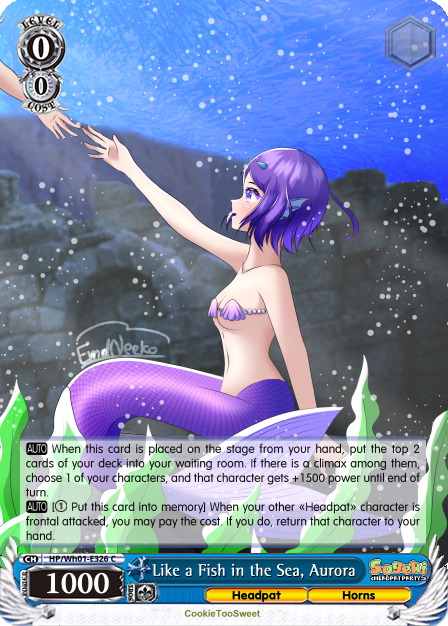 LEVEL
0
0
COST
EmalNeeko
AUTO When this card is placed on the stage from your hand, put the top 2
cards of your deck into your waiting room. If there is a climax among them,
choose 1 of your characters, and that character gets +1500 power until end of
turn.
AUTO [① Put this card into memory] When your other «Headpat» character is
frontal attacked, you may pay the cost. If you do, return that character to your
hand.
CH HP/Wh01-E326 C
POWER 1000 SOUL Like a Fish in the Sea, Aurora Sayeki
HEADPAT PARTY
Headpat Horns
CookieTooSweet